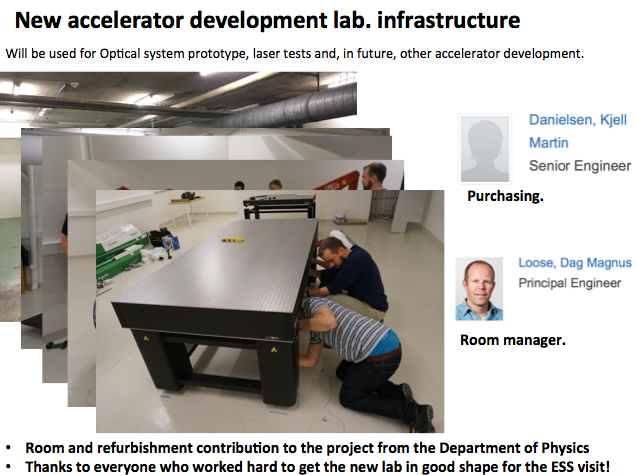 New accelerator development lab. infrastructure
Will be used for Optical system prototype, laser tests and, in future, other accelerator development.
Danielsen, Kjell
Martin
Senior Engineer
Purchasing.
Loose, Dag Magnus
Principal Engineer
Room manager.
• Room and refurbishment contribution to the project from the Department of Physics
• Thanks to everyone who worked hard to get the new lab in good shape for the ESS visit!